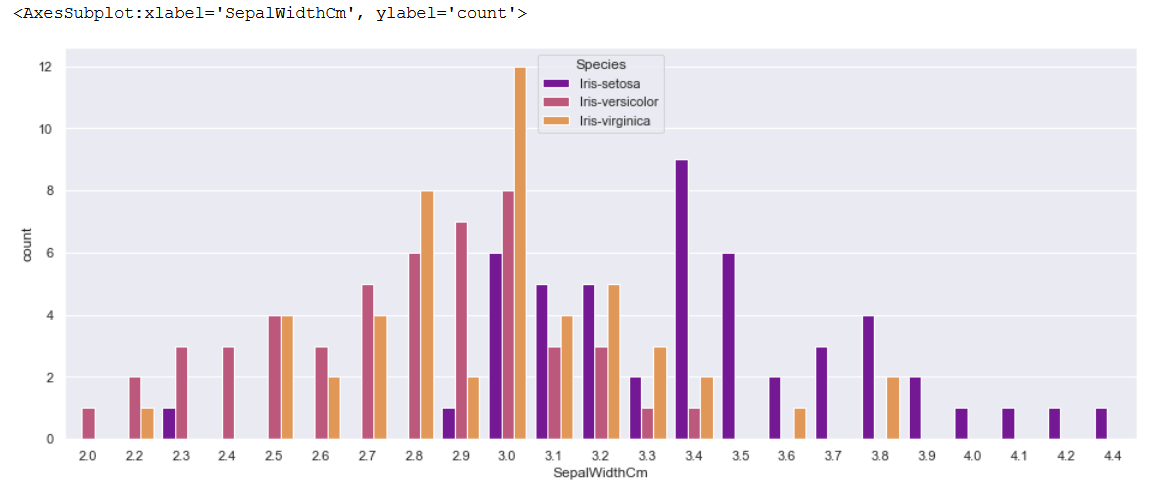 <AxesSubplot:xlabel='SepalWidthCm', ylabel='count'>
12
10
8
6
4
2
0
count
Species
Iris-setosa
Iris-versicolor
Iris-virginica
2.0 2.2 2.3 2.4 2.5 2.6 2.7 2.8 2.9 3.0 3.1 3.2 3.3 3.4 3.5 3.6 3.7 3.8 3.9 4.0 4.1 4.2 4.4
SepalWidthCm